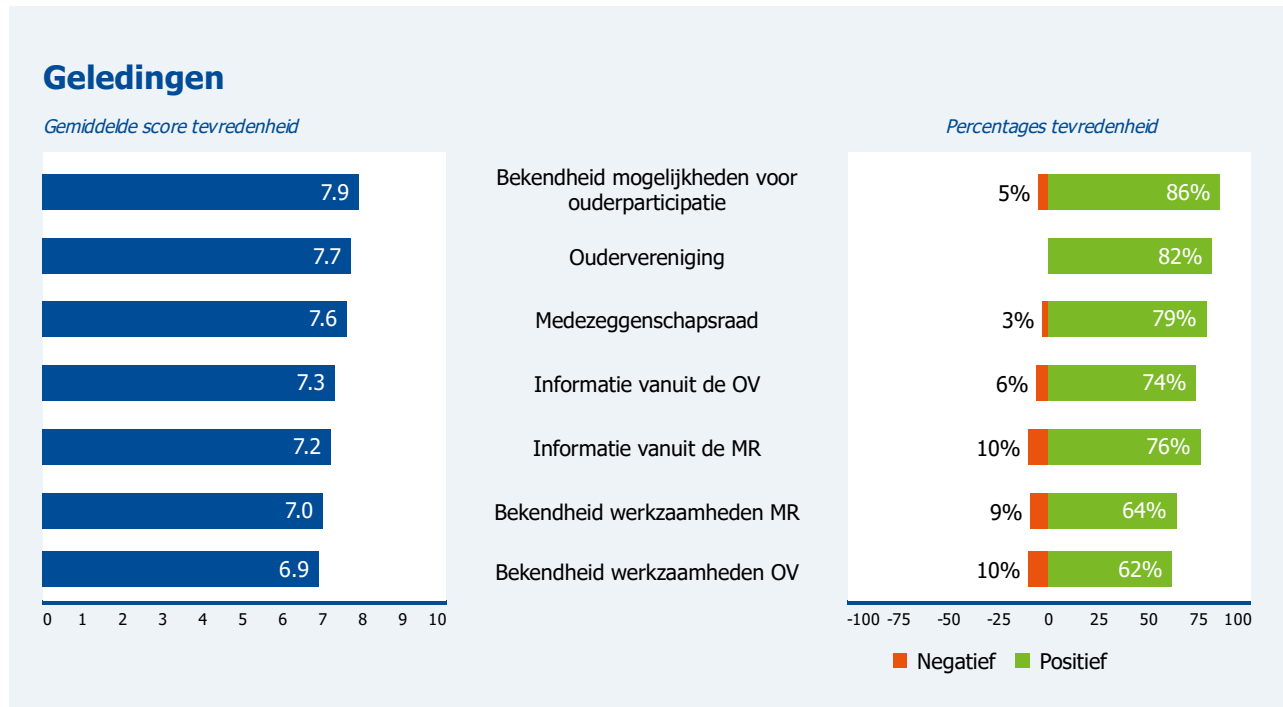 Geledingen
Gemiddelde score tevredenheid
Percentages tevredenheid
7.9
Bekendheid mogelijkheden voor
ouderparticipatie
5%
86%
7.7
Oudervereniging
82%
7.6
Medezeggenschapsraad
3%
79%
7.3
Informatie vanuit de OV
6%
74%
7.2
Informatie vanuit de MR
10%
76%
7.0
Bekendheid werkzaamheden MR
9%
64%
6.9
Bekendheid werkzaamheden OV
10%
62%
0 1 2 3 4 5 6 7 8 9 10
-100 -75 -50 -25 0 25 50 75 100
Negatief Positief